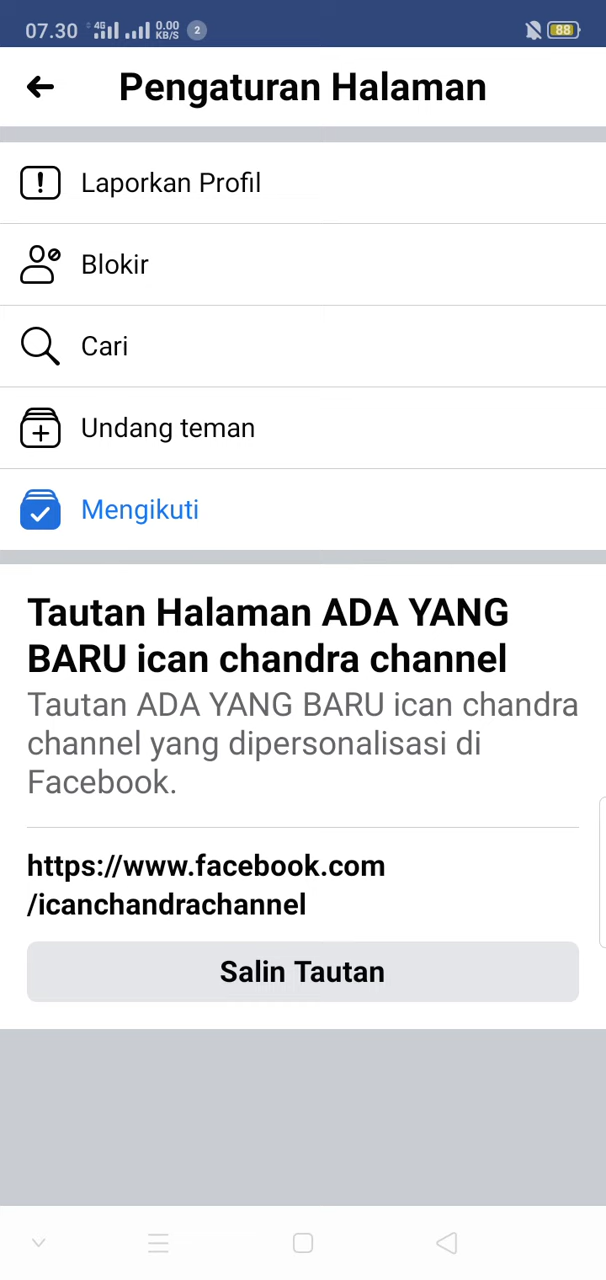 07.30 4G 0.00 KB/S 2 88
Pengaturan Halaman
Laporkan Profil
Blokir
Cari
Undang teman
Mengikuti
Tautan Halaman ADA YANG
BARU ican chandra channel
Tautan ADA YANG BARU ican chandra
channel yang dipersonalisasi di
Facebook.
https://www.facebook.com
/icanchandrachannel
Salin Tautan